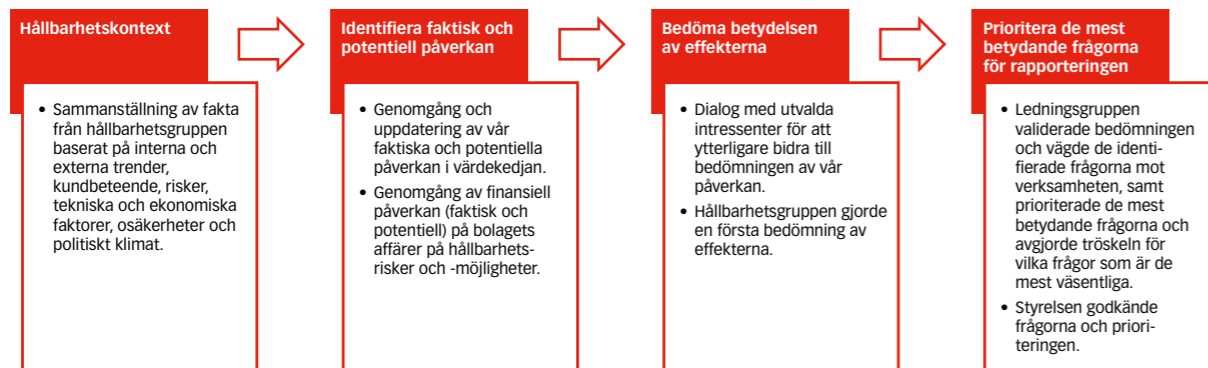 Hållbarhetskontext
• Sammanställning av fakta
från hållbarhetsgruppen
baserat på interna och
externa trender,
kundbeteende, risker,
tekniska och ekonomiska
faktorer, osäkerheter och
politiskt klimat.
Identifiera faktisk och
potentiell påverkan
• Genomgång och
uppdatering av vår
faktiska och potentiella
påverkan i värdekedjan.
• Genomgång av finansiell
påverkan (faktisk och
potentiell) på bolagets
affärer på hållbarhets-
risker och -möjligheter.
Bedöma betydelsen
av effekterna
• Dialog med utvalda
intressenter för att
ytterligare bidra till
bedömningen av vår
påverkan.
• Hållbarhetsgruppen gjorde
en första bedömning av
effekterna.
Prioritera de mest
betydande frågorna
för rapporteringen
• Ledningsgruppen
validerade bedömningen
och vägde de identi-
fierade frågorna mot
verksamheten, samt
prioriterade de mest
betydande frågorna och
avgjorde tröskeln för
vilka frågor som är de
mest väsentliga.
• Styrelsen godkände
frågorna och priori-
teringen.